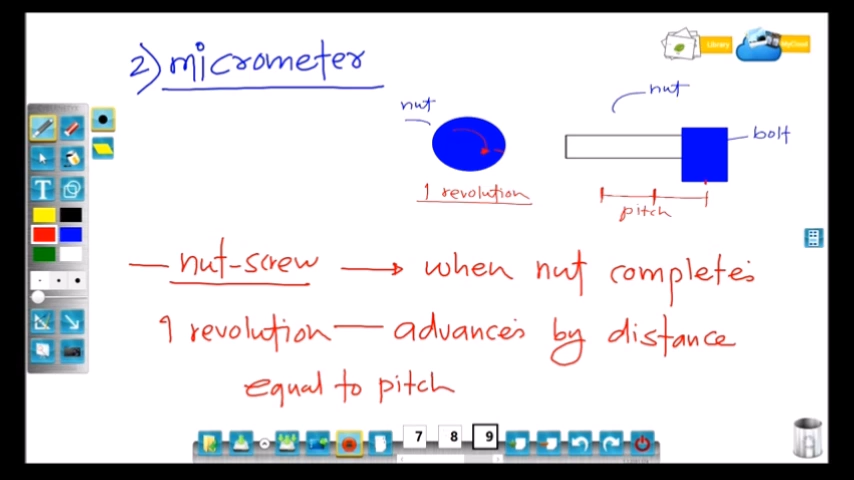 2) micrometer
Library
MyCloud
nut
nut
bolt
1 revolution
pitch
— nut-screw → when nut completes
1 revolution — advances by distance
equal to pitch
T
7 8 9